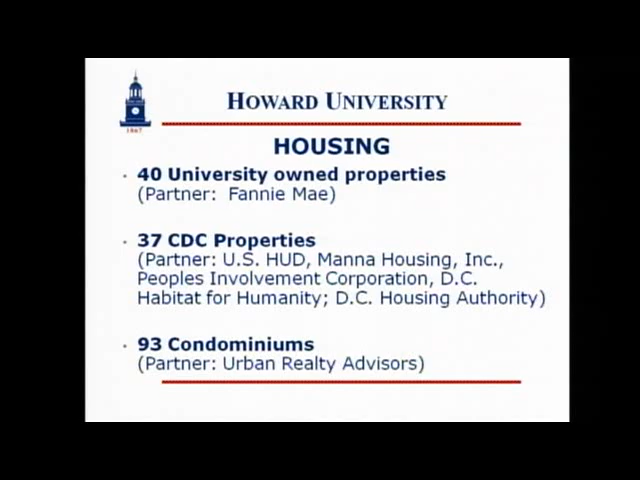 HOWARD UNIVERSITY
1867
HOUSING
· 40 University owned properties
(Partner: Fannie Mae)
· 37 CDC Properties
(Partner: U.S. HUD, Manna Housing, Inc.,
Peoples Involvement Corporation, D.C.
Habitat for Humanity; D.C. Housing Authority)
· 93 Condominiums
(Partner: Urban Realty Advisors)